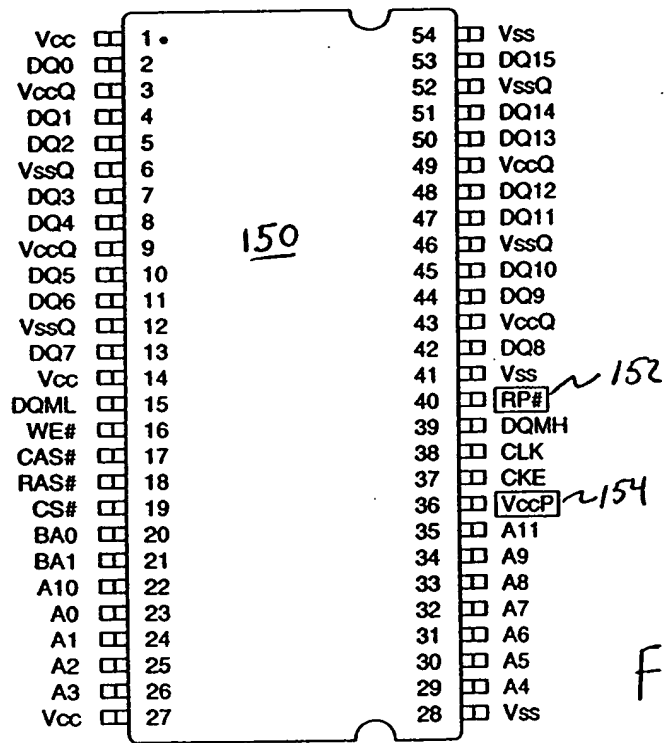 Vcc 1 54 Vss
DQ0 2 53 DQ15
VccQ 3 52 VssQ
DQ1 4 51 DQ14
DQ2 5 50 DQ13
VssQ 6 49 VccQ
DQ3 7 48 DQ12
DQ4 8 47 DQ11
VccQ 9 150 46 VssQ
DQ5 10 45 DQ10
DQ6 11 44 DQ9
VssQ 12 43 VccQ
DQ7 13 42 DQ8
Vcc 14 41 Vss 152
DQML 15 40 RP#
WE# 16 39 DQMH
CAS# 17 38 CLK
RAS# 18 37 CKE
CS# 19 36 VccP 154
BA0 20 35 A11
BA1 21 34 A9
A10 22 33 A8
A0 23 32 A7
A1 24 31 A6
A2 25 30 A5
A3 26 29 A4 F
Vcc 27 28 Vss